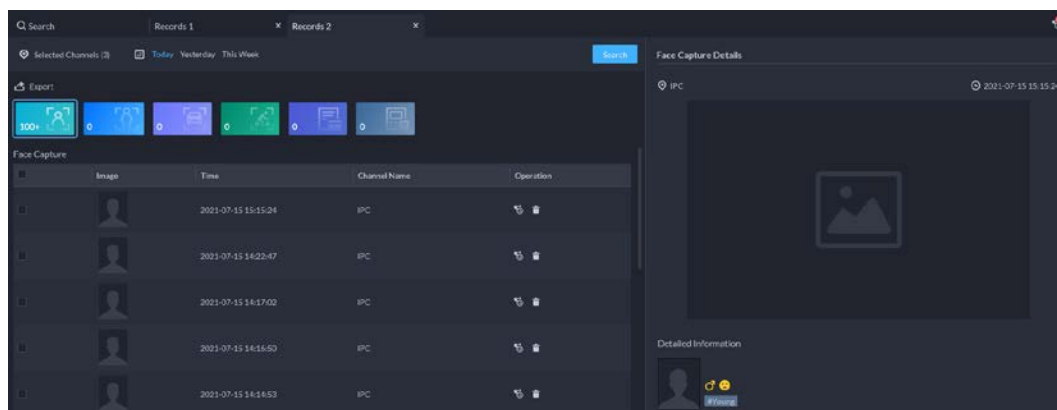 Search
Records 1
Records 2
Selected Channels (3)
Today Yesterday This Week
Search
Export
100+
0
0
0
0
0
Face Capture
Image Time Channel Name Operation
2021-07-15 15:15:24 IPC
2021-07-15 14:22:47 IPC
2021-07-15 14:17:02 IPC
2021-07-15 14:16:50 IPC
2021-07-15 14:14:53 IPC
Face Capture Details
IPC
2021-07-15 15:15:24
Detailed Information
#Young